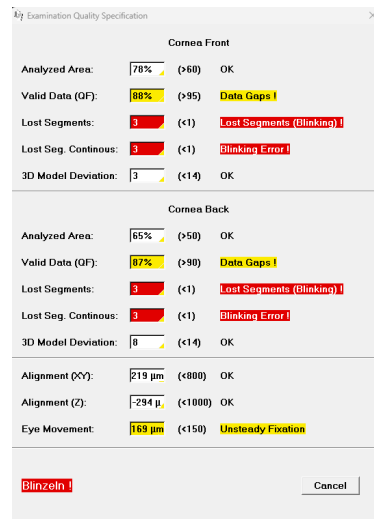 Examination Quality Specification
Cornea Front
Analyzed Area: 78% (>60) OK
Valid Data (QF): 88% (>95) Data Gaps !
Lost Segments: 3 (<1) Lost Segments (Blinking) !
Lost Seg. Continous: 3 (<1) Blinking Error !
3D Model Deviation: 3 (<14) OK
Cornea Back
Analyzed Area: 65% (>50) OK
Valid Data (QF): 87% (>90) Data Gaps !
Lost Segments: 3 (<1) Lost Segments (Blinking) !
Lost Seg. Continous: 3 (<1) Blinking Error !
3D Model Deviation: 8 (<14) OK
Alignment (XY): 219 µm (<800) OK
Alignment (Z): -294 µ (<1000) OK
Eye Movement: 169 µm (<150) Unsteady Fixation
Blinzeln ! Cancel